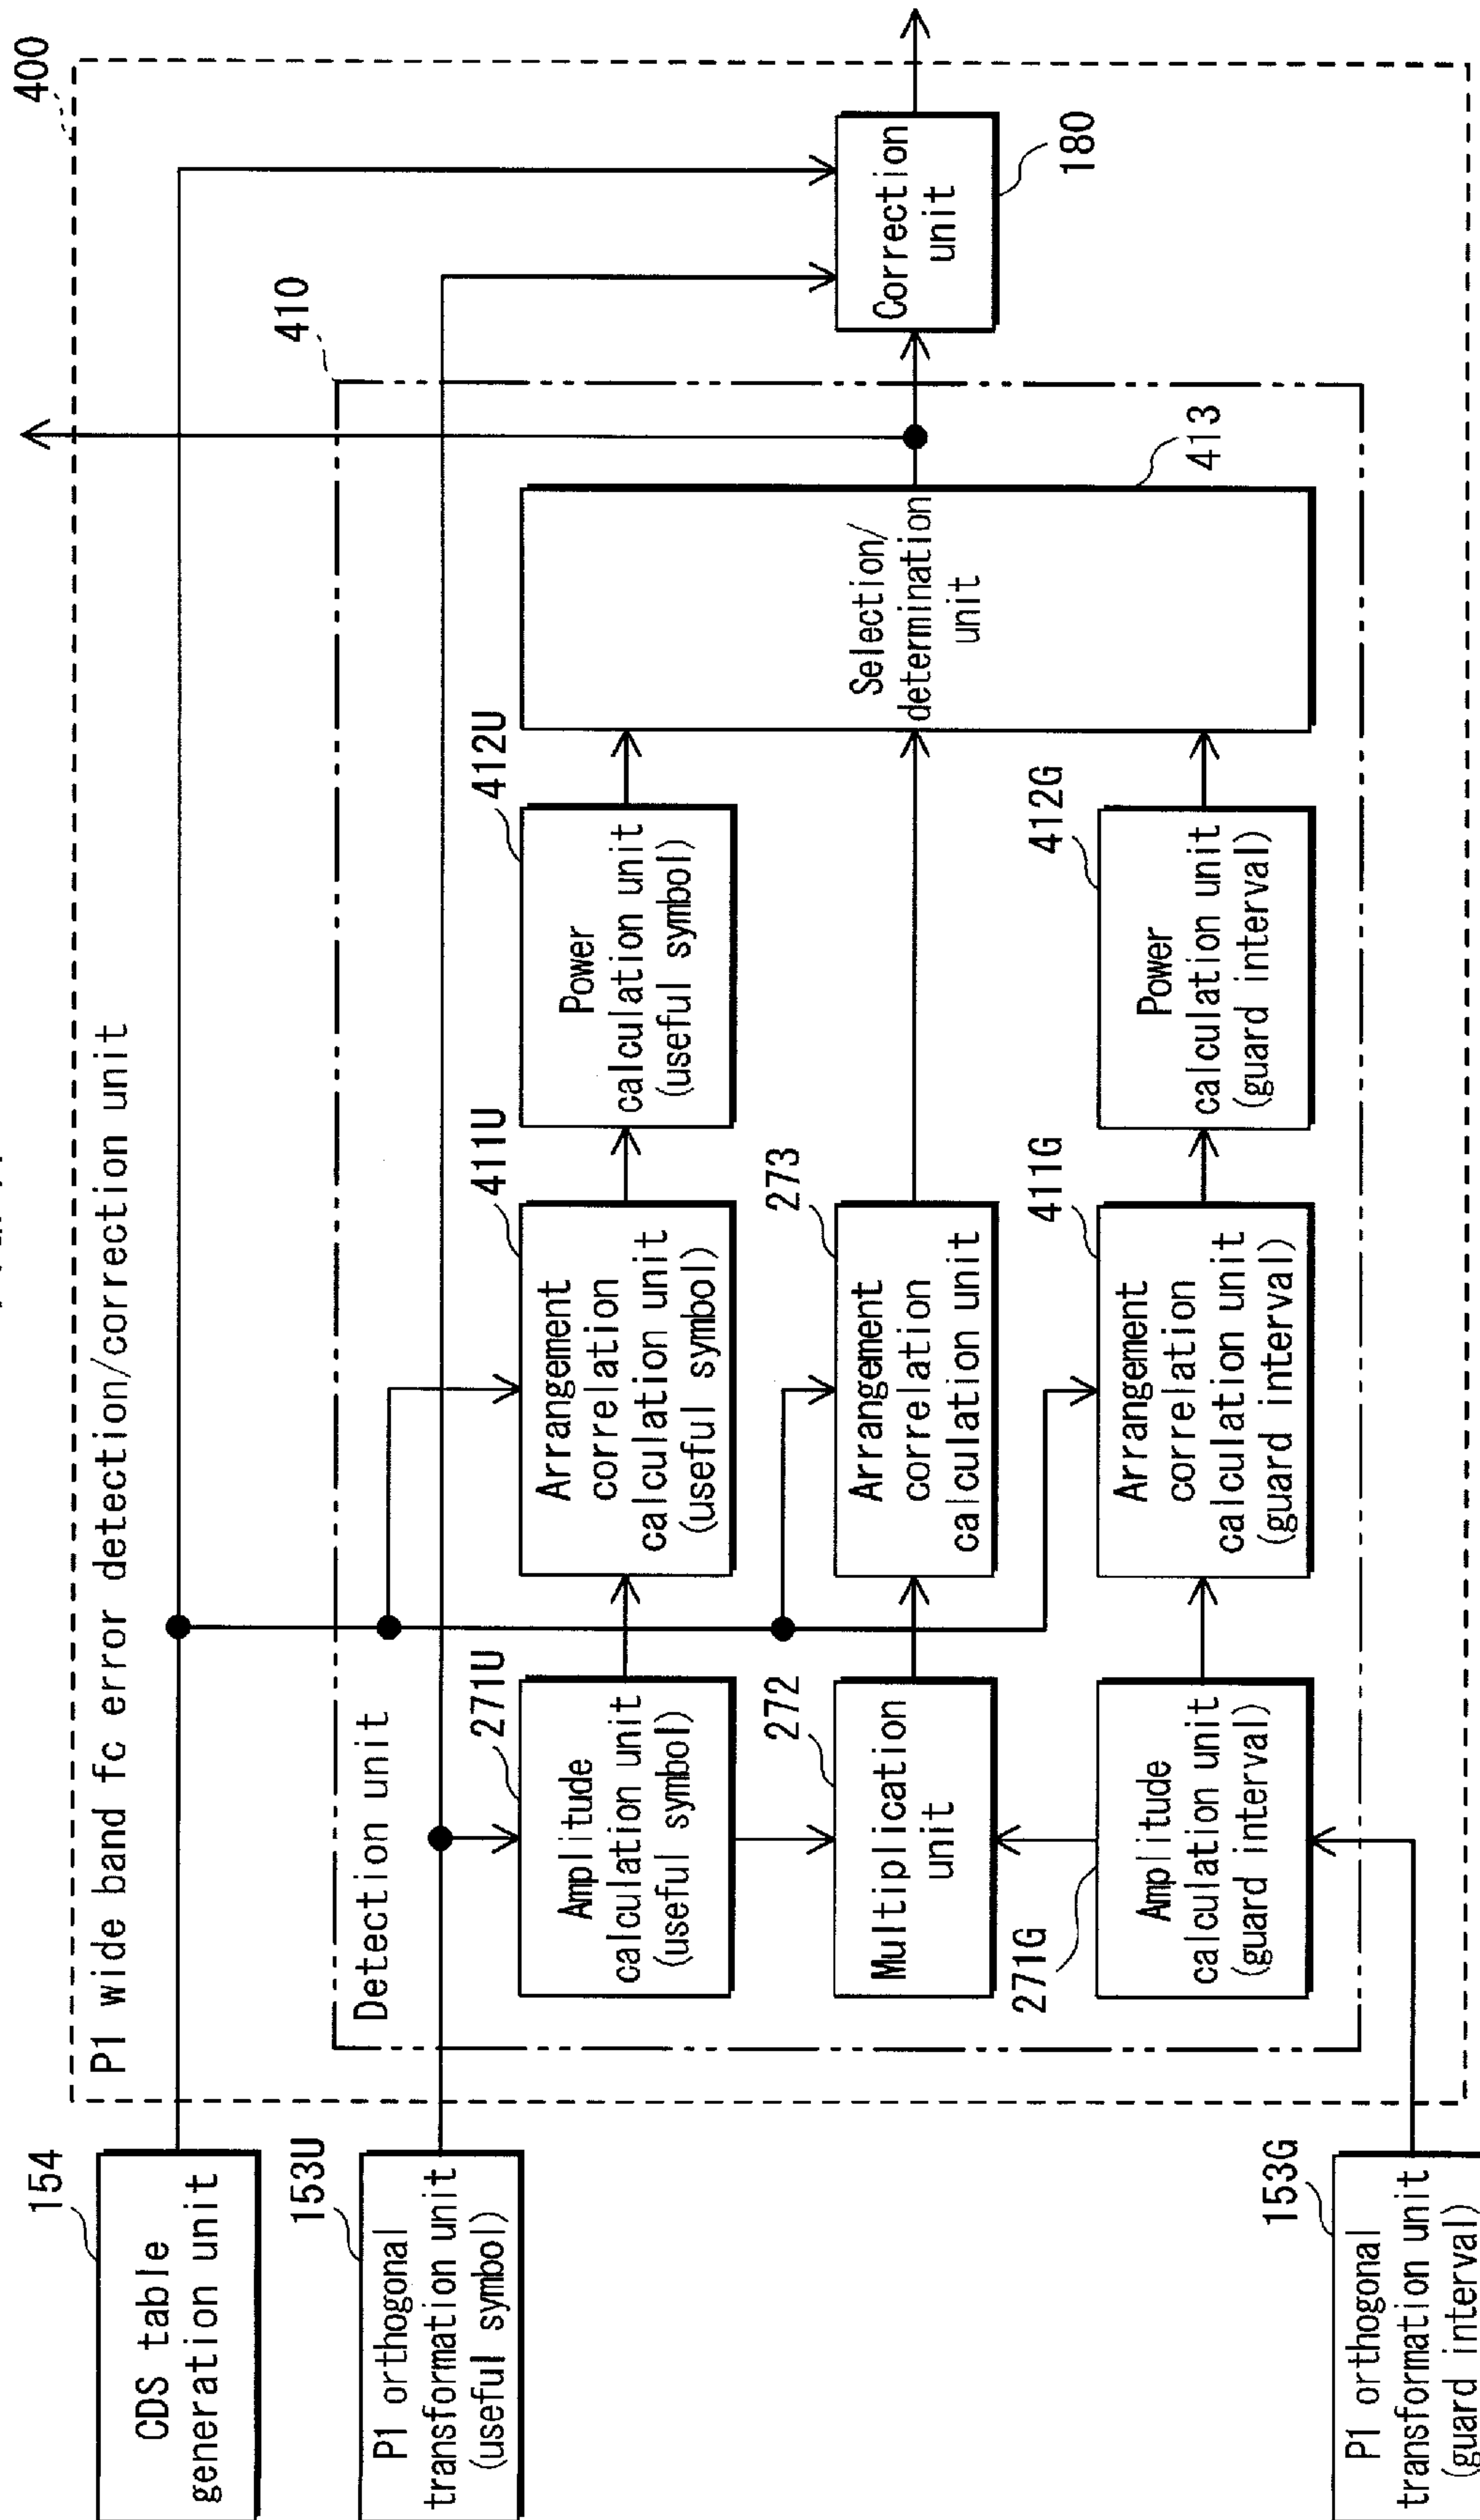 400
P1 wide band fc error detection/correction unit
154
CDS table
generation unit
153U
P1 orthogonal
transformation unit
(useful symbol)
153G
P1 orthogonal
transformation unit
(guard interval)
410
Detection unit
271U
Amplitude
calculation unit
(useful symbol)
272
Multiplication
unit
271G
Amplitude
calculation unit
(guard interval)
411U
Arrangement
correlation
calculation unit
(useful symbol)
273
Arrangement
correlation
calculation unit
411G
Arrangement
correlation
calculation unit
(guard interval)
412U
Power
calculation unit
(useful symbol)
412G
Power
calculation unit
(guard interval)
413
Selection/
determination
unit
180
Correction
unit